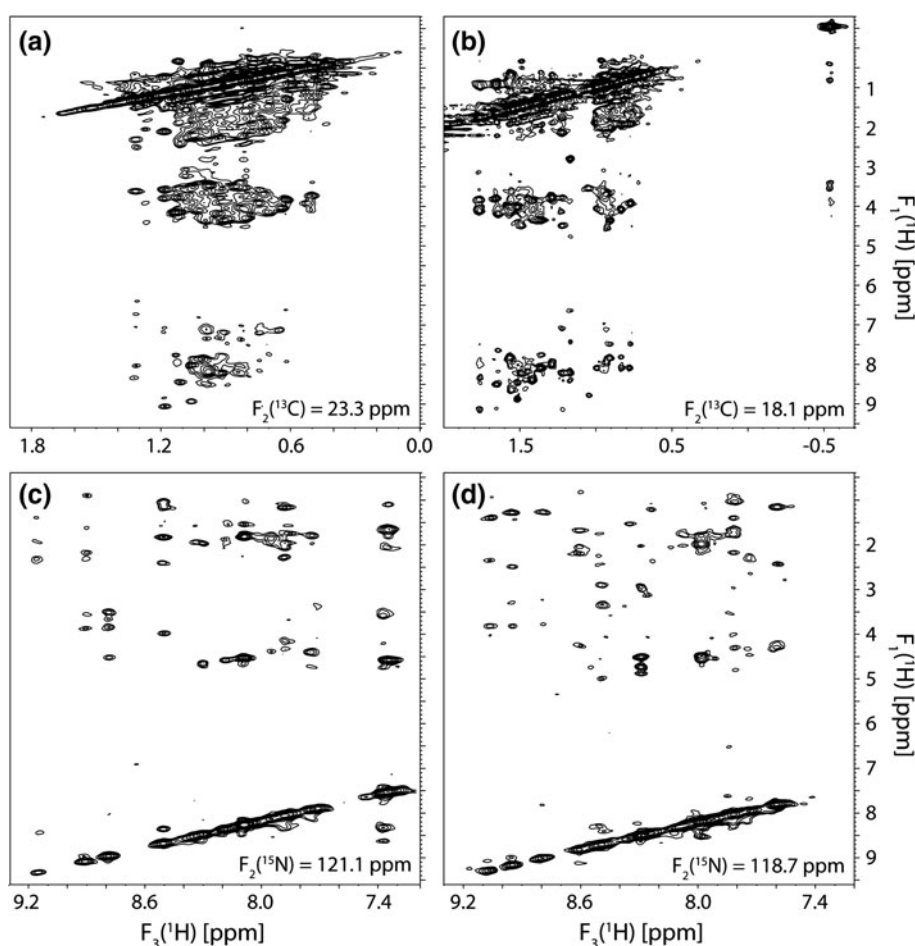 (a)
(b)
1
2
3
4
5
6
7
8
9
F₁(¹H) [ppm]
F₂(¹³C) = 23.3 ppm
F₂(¹³C) = 18.1 ppm
1.8 1.2 0.6 0.0
1.5 0.5 -0.5
(c)
(d)
2
3
4
5
6
7
8
9
F₁(¹H) [ppm]
F₂(¹⁵N) = 121.1 ppm
F₂(¹⁵N) = 118.7 ppm
9.2 8.0 7.4
9.2 8.6 8.0 7.4
F₃(¹H) [ppm]
F₃(¹H) [ppm]